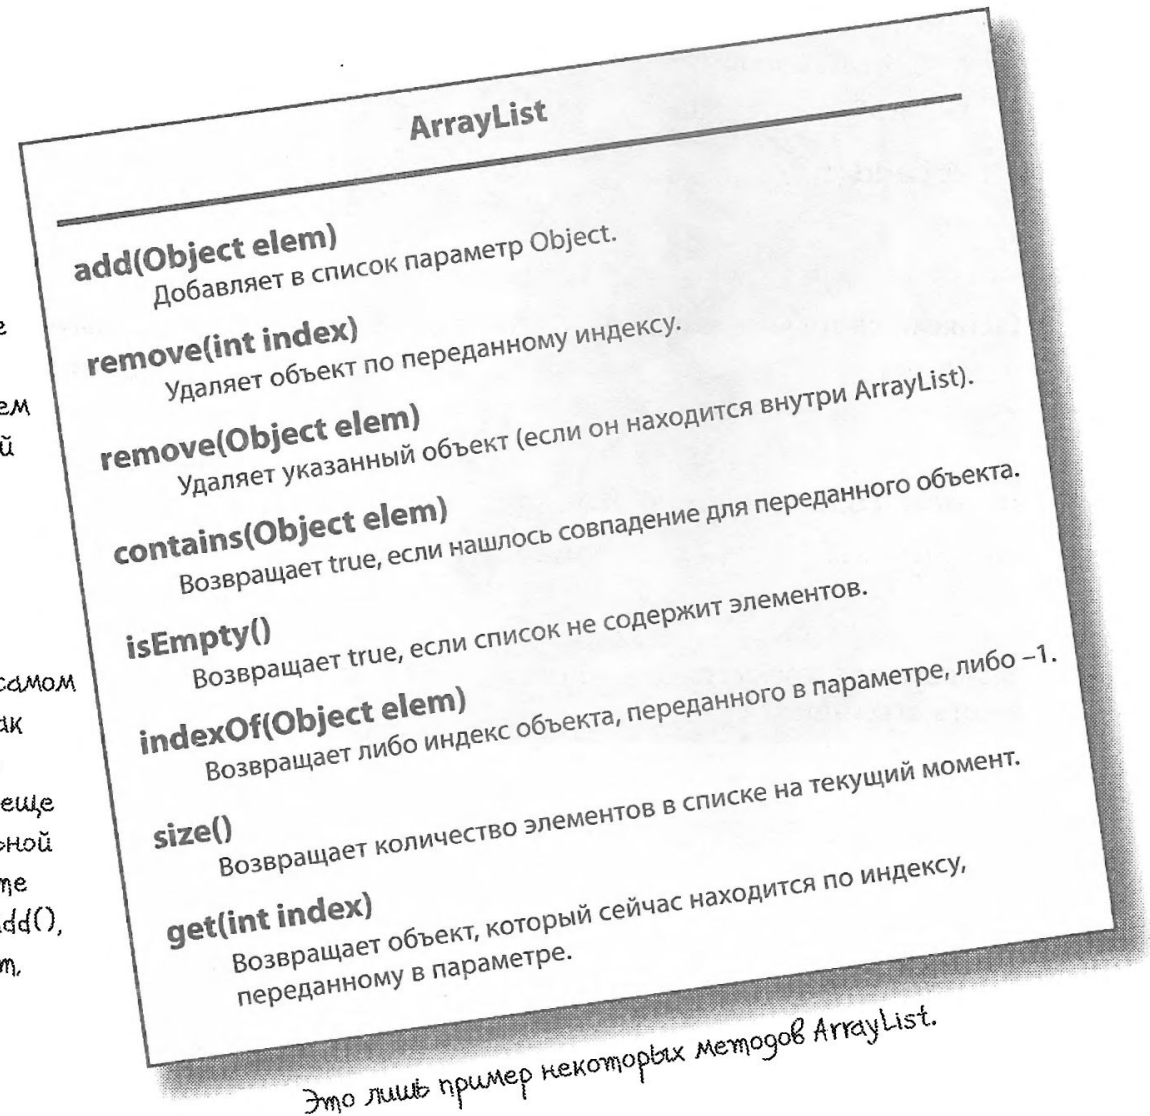 ArrayList
add(Object elem)
Добавляет в список параметр Object.
remove(int index)
Удаляет объект по переданному индексу.
remove(Object elem)
Удаляет указанный объект (если он находится внутри ArrayList).
contains(Object elem)
Возвращает true, если нашлось совпадение для переданного объекта.
isEmpty()
Возвращает true, если список не содержит элементов.
indexOf(Object elem)
Возвращает либо индекс объекта, переданного в параметре, либо –1.
size()
Возвращает количество элементов в списке на текущий момент.
get(int index)
Возвращает объект, который сейчас находится по индексу,
переданному в параметре.
Это лишь пример некоторых методов ArrayList.
самом
еще